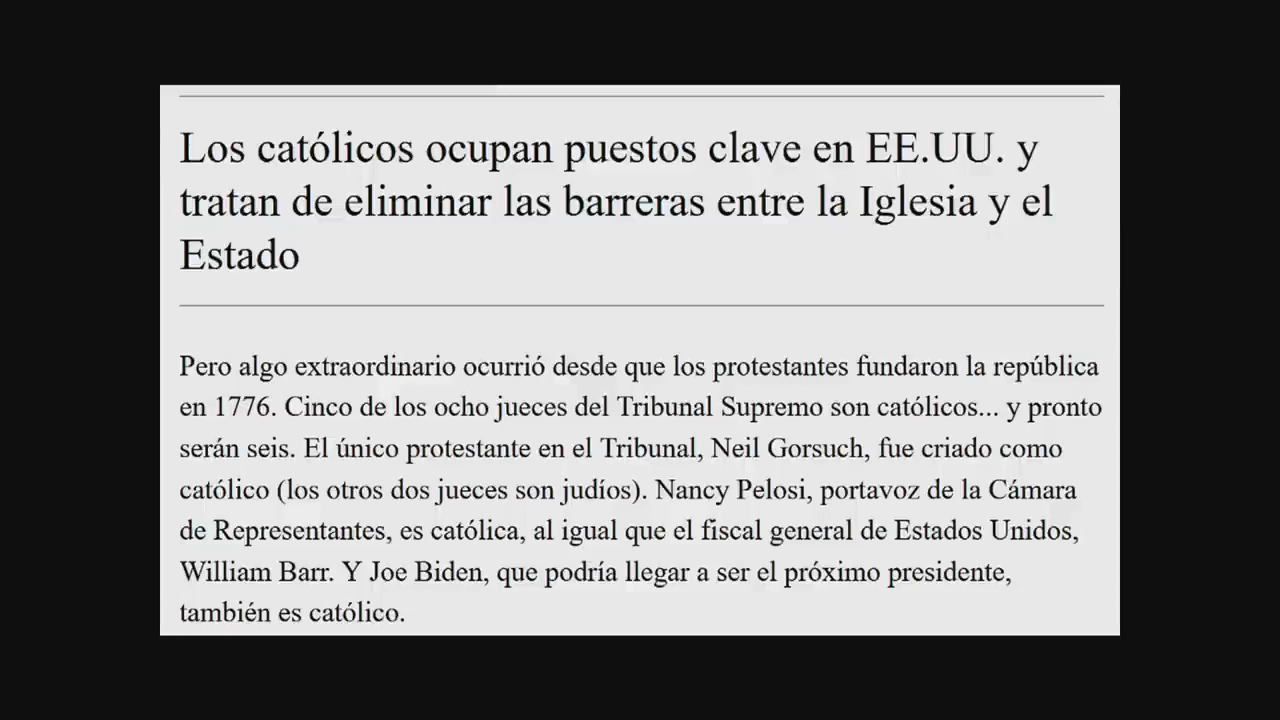 Los católicos ocupan puestos clave en EE.UU. y
tratan de eliminar las barreras entre la Iglesia y el
Estado
Pero algo extraordinario ocurrió desde que los protestantes fundaron la república
en 1776. Cinco de los ocho jueces del Tribunal Supremo son católicos... y pronto
serán seis. El único protestante en el Tribunal, Neil Gorsuch, fue criado como
católico (los otros dos jueces son judíos). Nancy Pelosi, portavoz de la Cámara
de Representantes, es católica, al igual que el fiscal general de Estados Unidos,
William Barr. Y Joe Biden, que podría llegar a ser el próximo presidente,
también es católico.